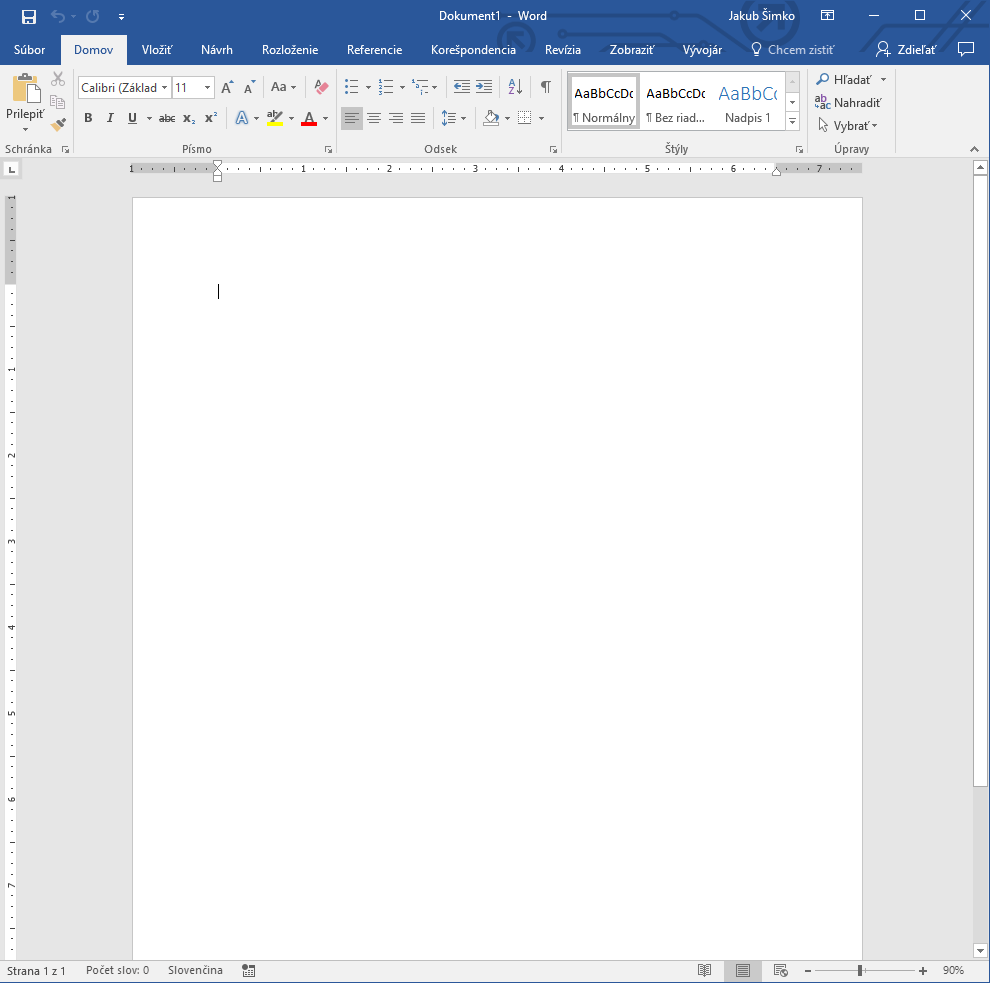 Dokument1 - Word
Jakub Šimko
Súbor Domov Vložiť Návrh Rozloženie Referencie Korešpondencia Revízia Zobraziť Vývojár Chcem zistiť Zdieľať
Prilepiť
Calibri (Základ 11 Aa
B I U abc x₂ x²
AaBbCcDc AaBbCcDc AaBbCc
¶ Normálny ¶ Bez riad... Nadpis 1
Hľadať
Nahradiť
Vybrať
Schránka Písmo Odsek Štýly Úpravy
1 1 2 3 4 5 6 7
1
1
2
3
4
5
6
7
Strana 1 z 1 Počet slov: 0 Slovenčina 90%